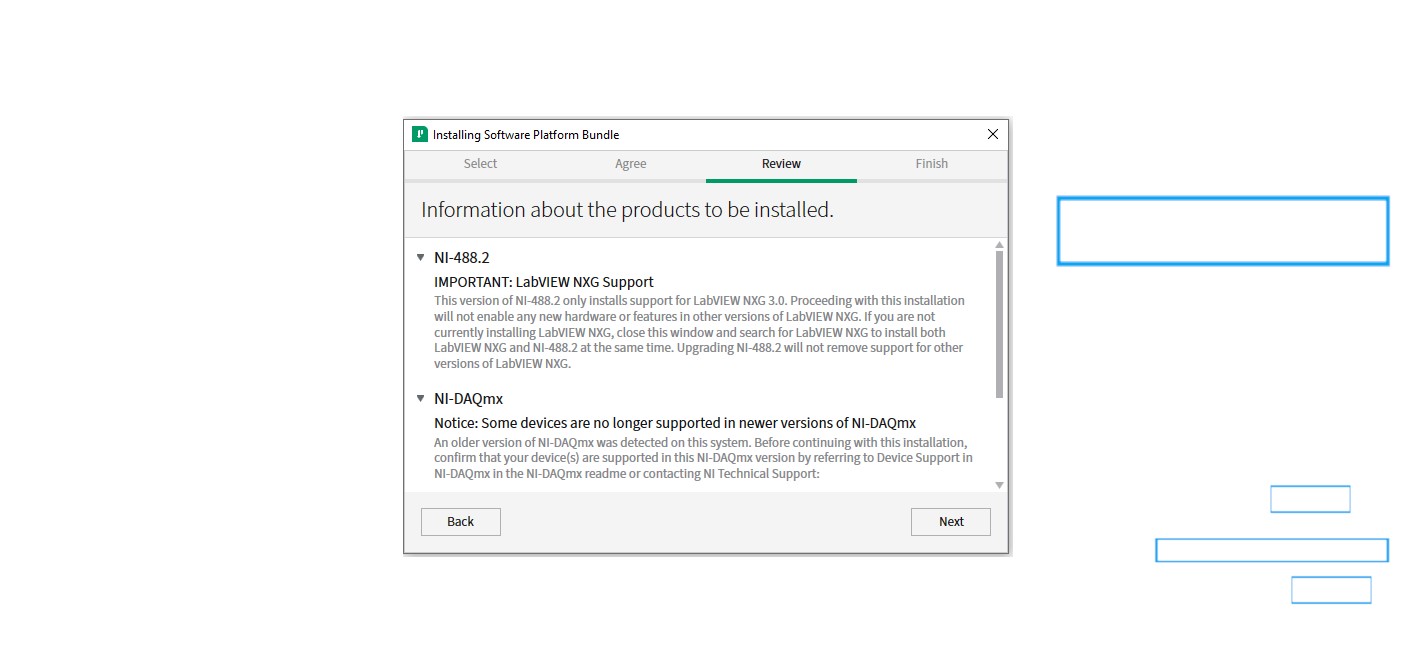 Installing Software Platform Bundle
Select Agree Review Finish
Information about the products to be installed.
NI-488.2
IMPORTANT: LabVIEW NXG Support
This version of NI-488.2 only installs support for LabVIEW NXG 3.0. Proceeding with this installation
will not enable any new hardware or features in other versions of LabVIEW NXG. If you are not
currently installing LabVIEW NXG, close this window and search for LabVIEW NXG to install both
LabVIEW NXG and NI-488.2 at the same time. Upgrading NI-488.2 will not remove support for other
versions of LabVIEW NXG.
NI-DAQmx
Notice: Some devices are no longer supported in newer versions of NI-DAQmx
An older version of NI-DAQmx was detected on this system. Before continuing with this installation,
confirm that your device(s) are supported in this NI-DAQmx version by referring to Device Support in
NI-DAQmx in the NI-DAQmx readme or contacting NI Technical Support:
Back Next